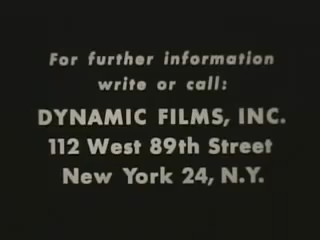 For further information
write or call:
DYNAMIC FILMS, INC.
112 West 89th Street
New York 24, N.Y.